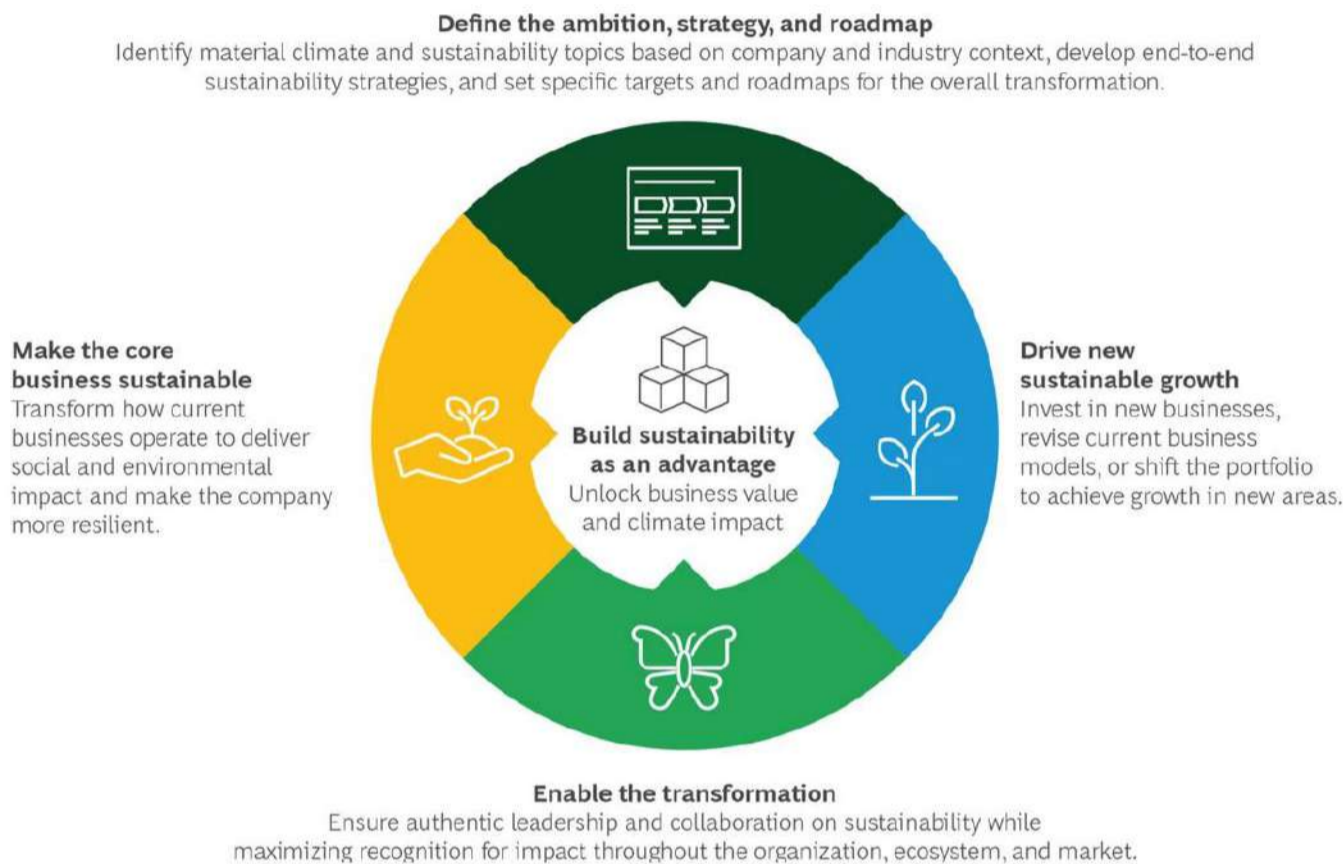 Define the ambition, strategy, and roadmap
Identify material climate and sustainability topics based on company and industry context, develop end-to-end
sustainability strategies, and set specific targets and roadmaps for the overall transformation.
Make the core
business sustainable
Transform how current
businesses operate to deliver
social and environmental
impact and make the company
more resilient.
Build sustainability
as an advantage
Unlock business value
and climate impact
Drive new
sustainable growth
Invest in new businesses,
revise current business
models, or shift the portfolio
to achieve growth in new areas.
Enable the transformation
Ensure authentic leadership and collaboration on sustainability while
maximizing recognition for impact throughout the organization, ecosystem, and market.